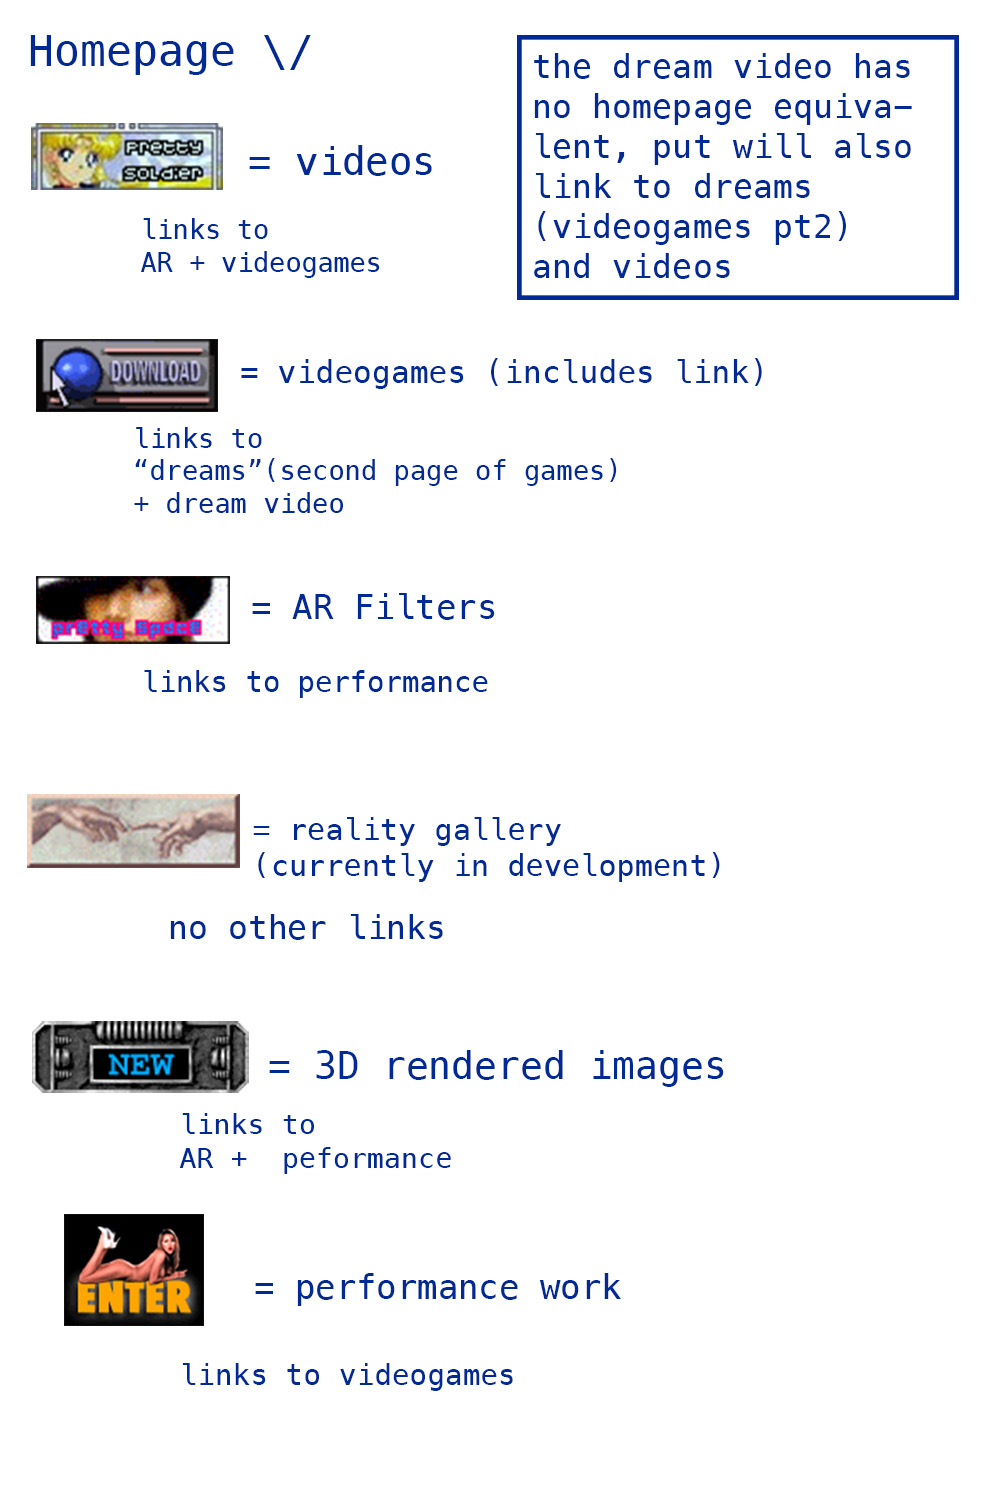 Homepage \/
the dream video has
no homepage equiva-
lent, put will also
link to dreams
(videogames pt2)
and videos
PRETTY
SOLDIER
= videos
links to
AR + videogames
DOWNLOAD
= videogames (includes link)
links to
“dreams”(second page of games)
+ dream video
pretty space
= AR Filters
links to performance
= reality gallery
(currently in development)
no other links
NEW
= 3D rendered images
links to
AR +  peformance
ENTER
= performance work
links to videogames